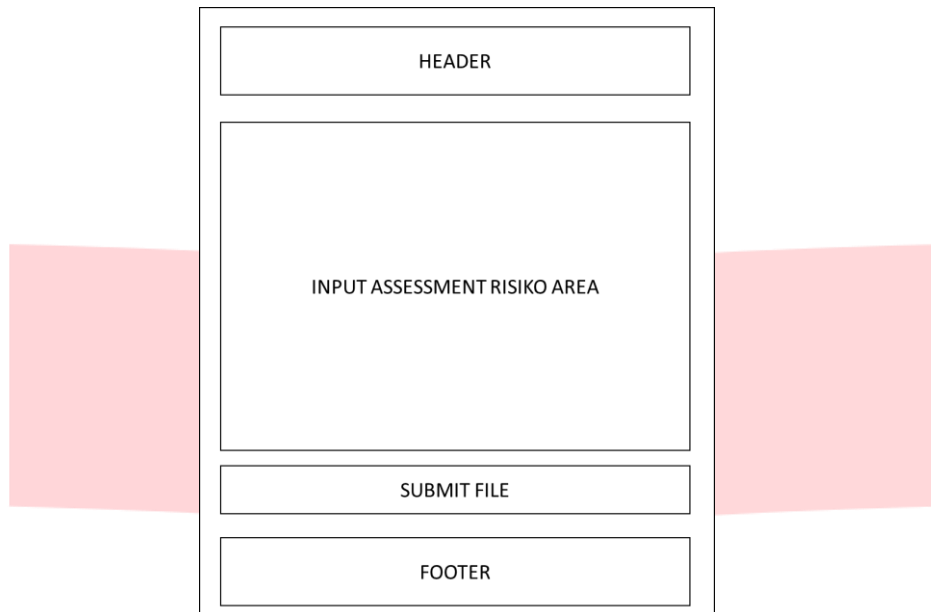 HEADER
INPUT ASSESSMENT RISIKO AREA
SUBMIT FILE
FOOTER